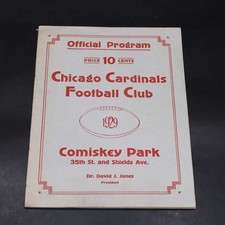 Official Program
PRICE 10 CENTS
Chicago Cardinals
Football Club
1929
Comiskey Park
35th St. and Shields Ave.
Dr. David J. Jones
President